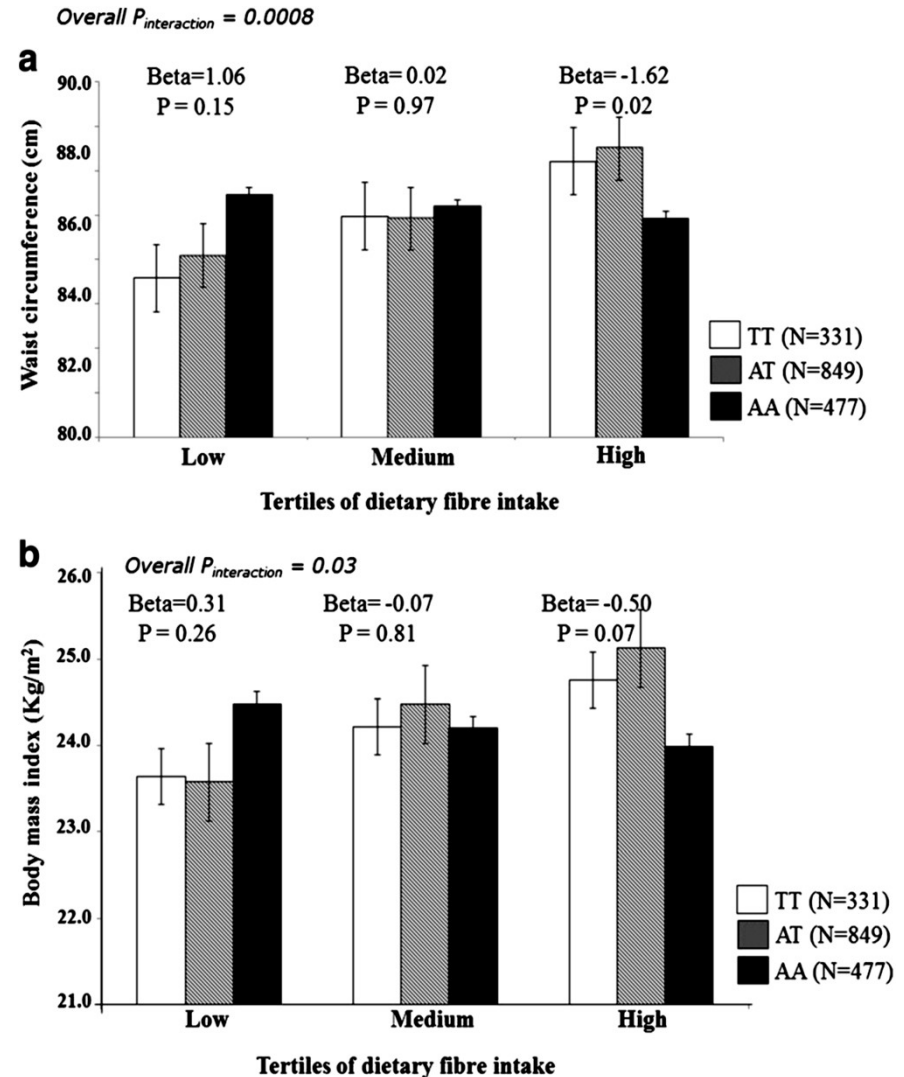 Overall Pinteraction = 0.0008
a
Beta=1.06
P = 0.15
Beta= 0.02
P = 0.97
Beta= -1.62
P = 0.02
90.0
88.0
86.0
84.0
82.0
80.0
Waist circumference (cm)
TT (N=331)
AT (N=849)
AA (N=477)
Low Medium High
Tertiles of dietary fibre intake
b
Overall Pinteraction = 0.03
Beta=0.31
P = 0.26
Beta= -0.07
P = 0.81
Beta= -0.50
P = 0.07
26.0
25.0
24.0
23.0
22.0
21.0
Body mass index (Kg/m²)
TT (N=331)
AT (N=849)
AA (N=477)
Low Medium High
Tertiles of dietary fibre intake